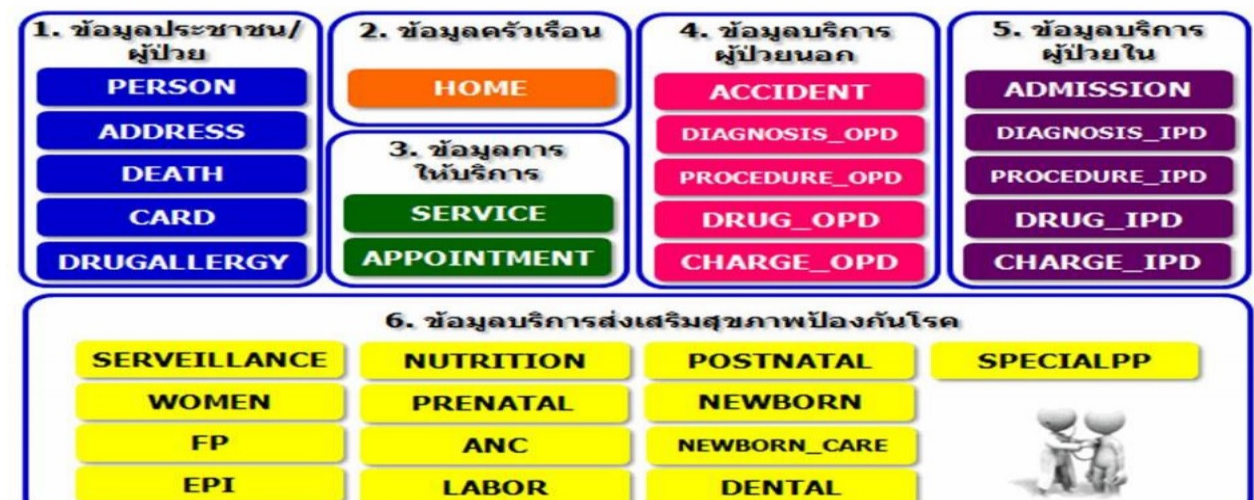 1. ข้อมูลประชาชน/
ผู้ป่วย
PERSON
ADDRESS
DEATH
CARD
DRUGALLERGY
2. ข้อมูลครัวเรือน
HOME
3. ข้อมูลการ
ให้บริการ
SERVICE
APPOINTMENT
4. ข้อมูลบริการ
ผู้ป่วยนอก
ACCIDENT
DIAGNOSIS_OPD
PROCEDURE_OPD
DRUG_OPD
CHARGE_OPD
5. ข้อมูลบริการ
ผู้ป่วยใน
ADMISSION
DIAGNOSIS_IPD
PROCEDURE_IPD
DRUG_IPD
CHARGE_IPD
6. ข้อมูลบริการส่งเสริมสุขภาพป้องกันโรค
SERVEILLANCE
WOMEN
FP
EPI
NUTRITION
PRENATAL
ANC
LABOR
POSTNATAL
NEWBORN
NEWBORN_CARE
DENTAL
SPECIALPP